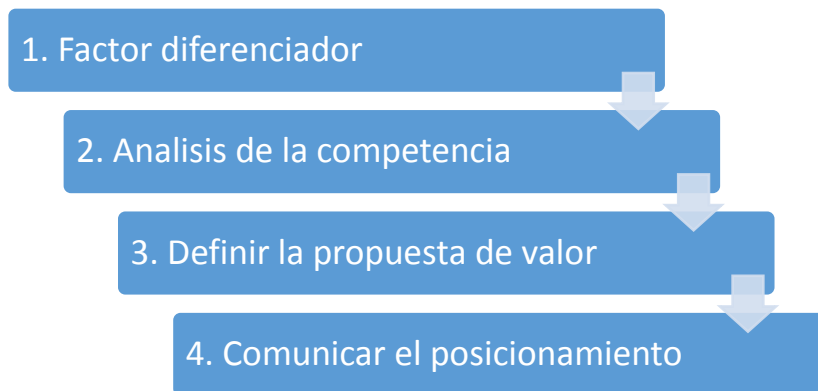 1. Factor diferenciador
2. Analisis de la competencia
3. Definir la propuesta de valor
4. Comunicar el posicionamiento